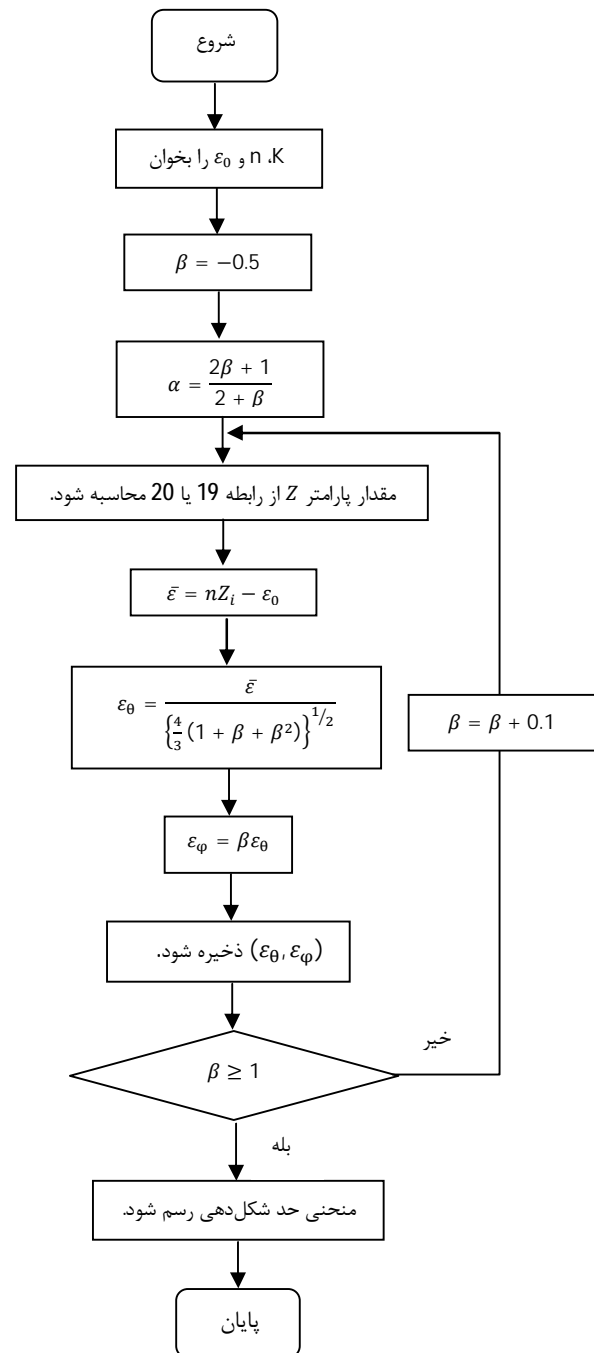 شروع
n ،K و ε₀ را بخوان
β = −0.5
α = (2β + 1) / (2 + β)
مقدار پارامتر Z از رابطه 19 یا 20 محاسبه شود.
ε̄ = nZᵢ − ε₀
ε_θ = ε̄ / {4/3 (1 + β + β²)}^{1/2}
β = β + 0.1
ε_φ = βε_θ
(ε_θ, ε_φ) ذخیره شود.
خیر
β ≥ 1
بله
منحنی حد شکل‌دهی رسم شود.
پایان